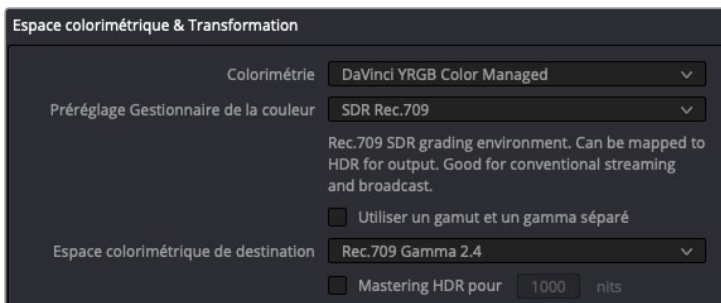 Espace colorimétrique & Transformation
Colorimétrie DaVinci YRGB Color Managed
Préréglage Gestionnaire de la couleur SDR Rec.709
Rec.709 SDR grading environment. Can be mapped to
HDR for output. Good for conventional streaming
and broadcast.
Utiliser un gamut et un gamma séparé
Espace colorimétrique de destination Rec.709 Gamma 2.4
Mastering HDR pour 1000 nits